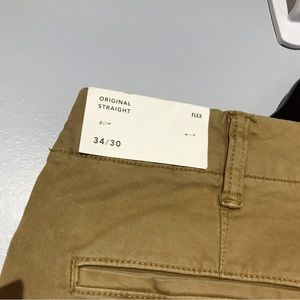 ORIGINAL
STRAIGHT
FLEX
34/30